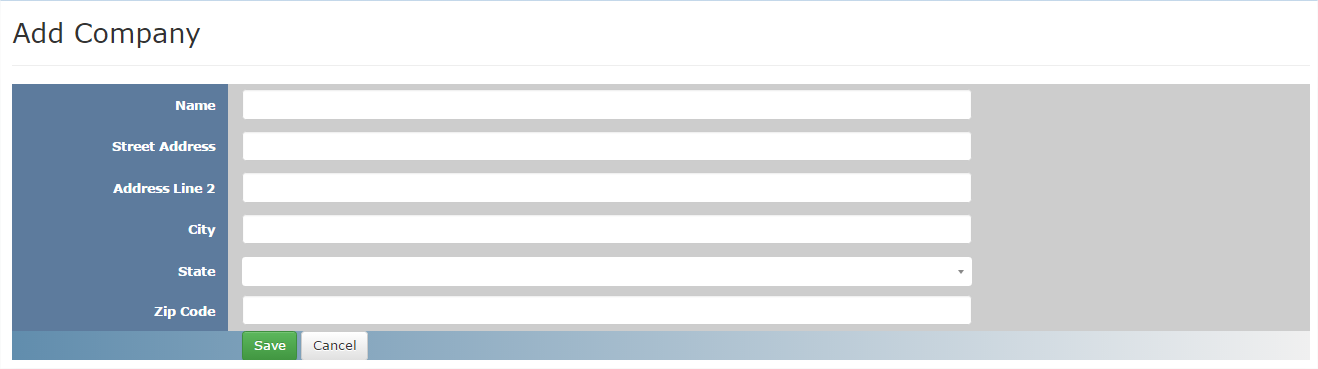 Add Company
Name
Street Address
Address Line 2
City
State
Zip Code
Save Cancel